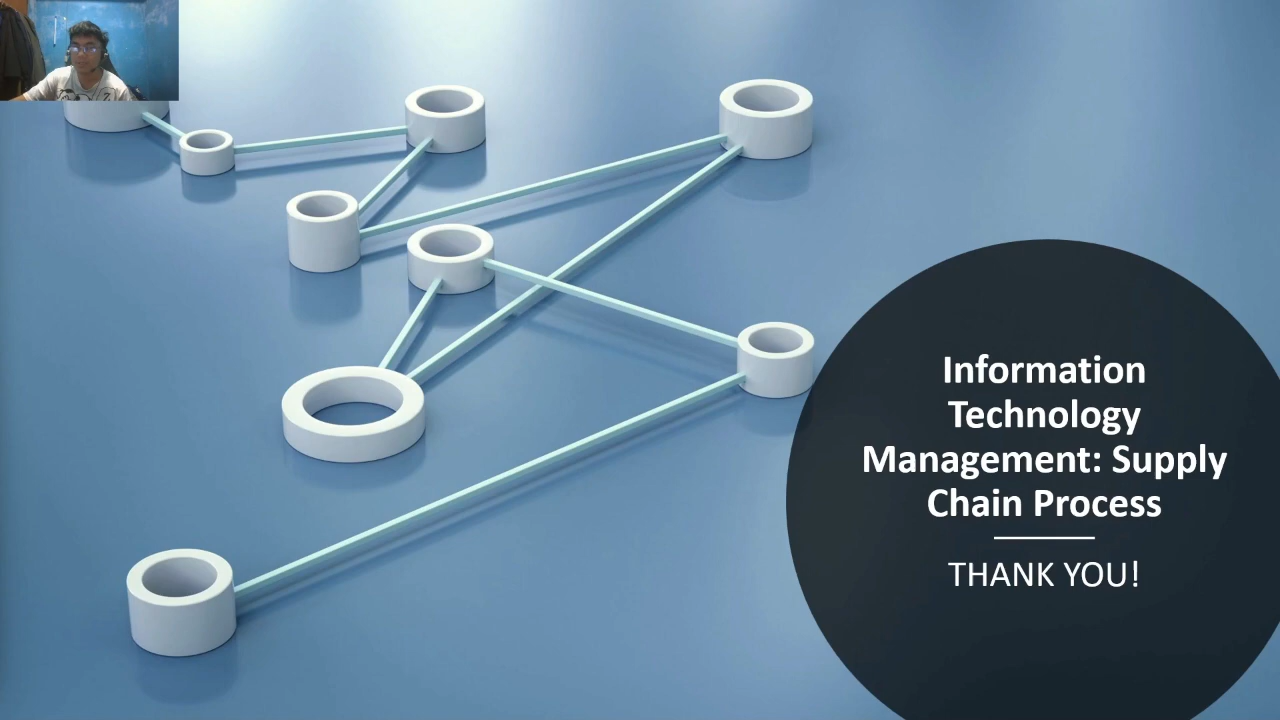 Information
Technology
Management: Supply
Chain Process
THANK YOU!